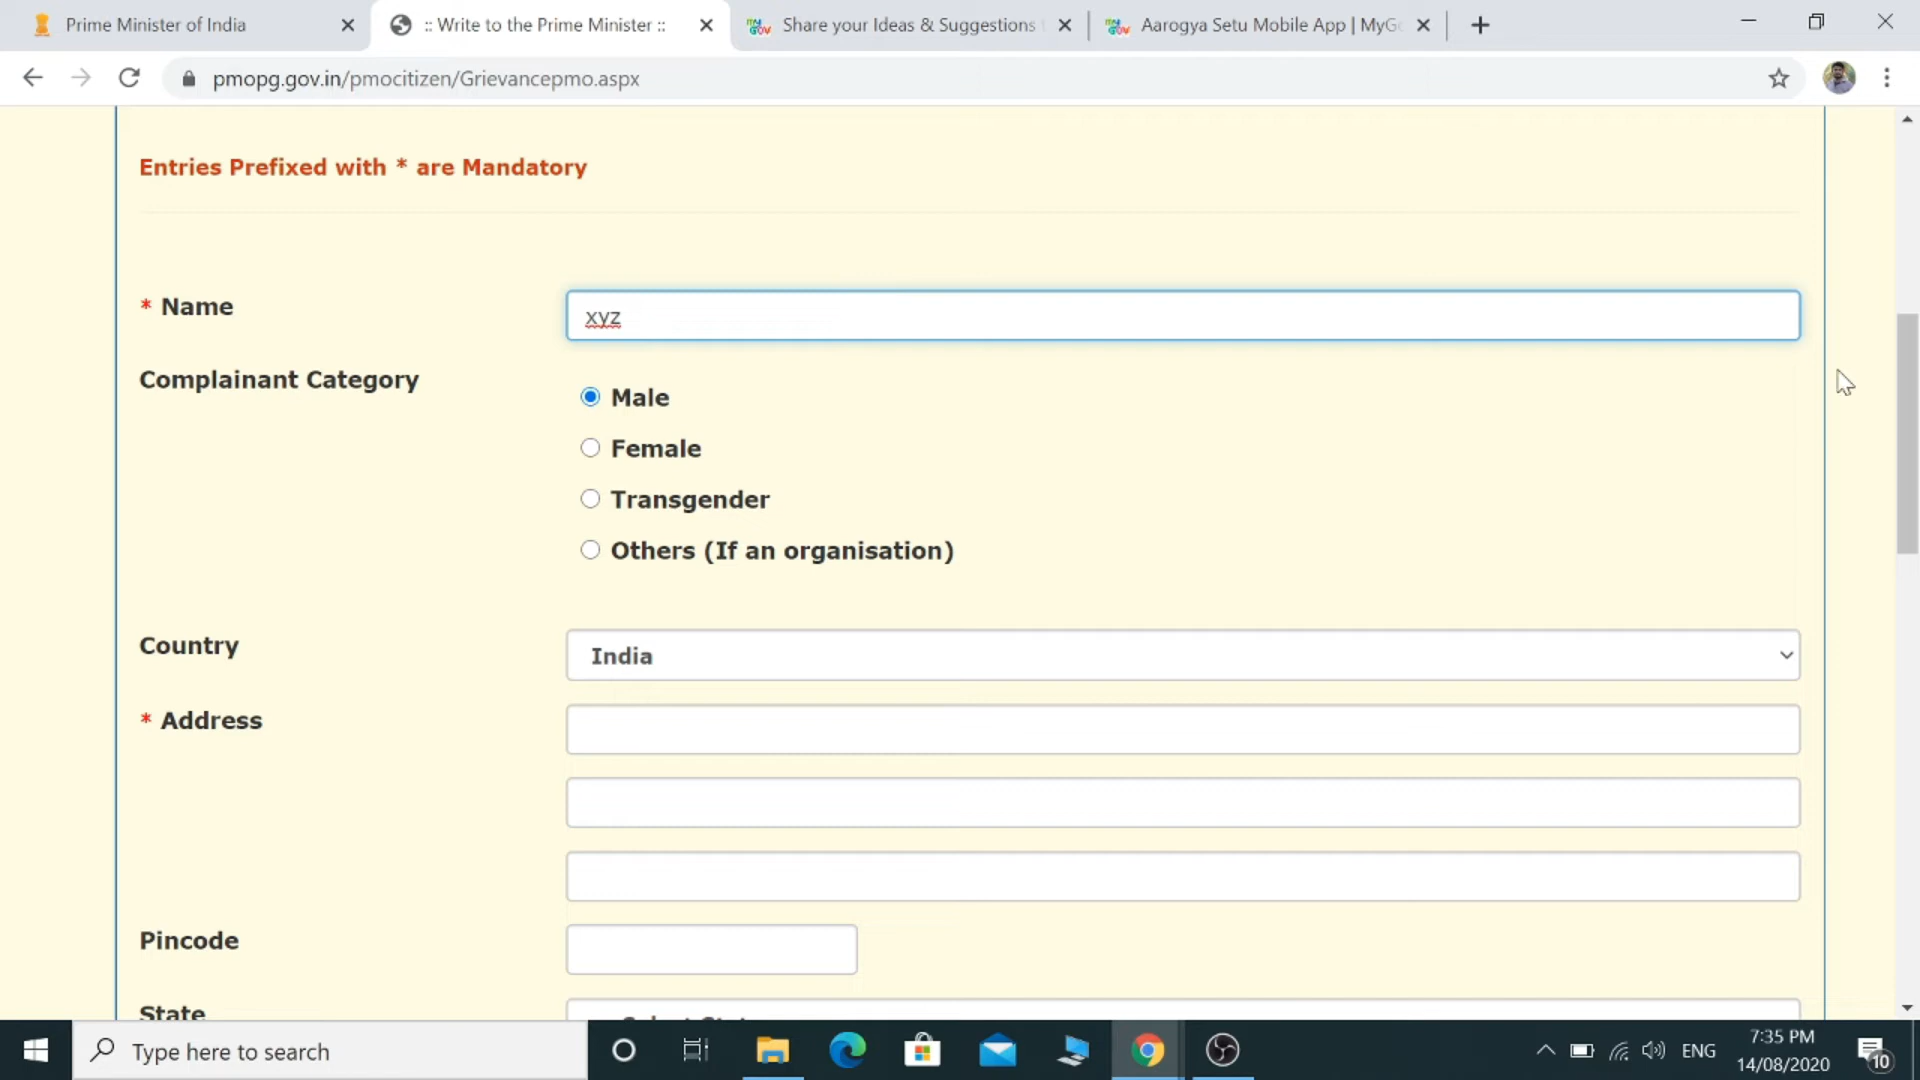 Prime Minister of India
:: Write to the Prime Minister ::
Share your Ideas & Suggestions
Aarogya Setu Mobile App | MyG
pmopg.gov.in/pmocitizen/Grievancepmo.aspx
Entries Prefixed with * are Mandatory
* Name
xyz
Complainant Category
Male
Female
Transgender
Others (If an organisation)
Country
India
* Address
Pincode
State
Type here to search
ENG
7:35 PM
14/08/2020
10